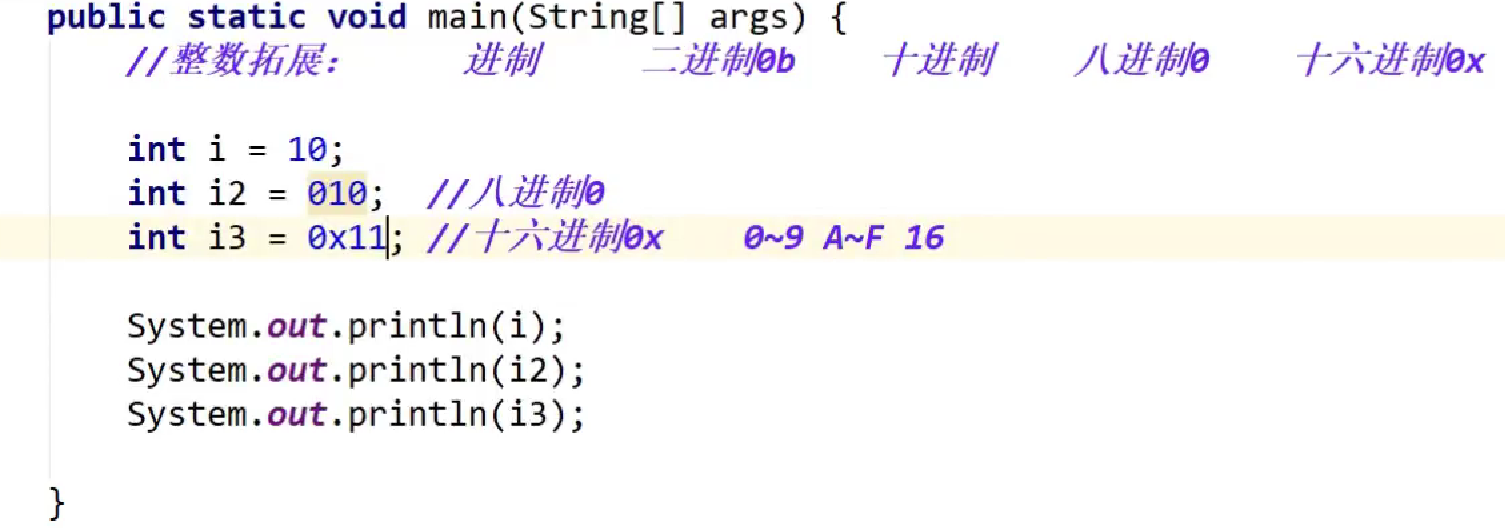 public static void main(String[] args) {
//整数拓展： 进制 二进制0b 十进制 八进制0 十六进制0x
int i = 10;
int i2 = 010; //八进制0
int i3 = 0x11; //十六进制0x 0~9 A~F 16
System.out.println(i);
System.out.println(i2);
System.out.println(i3);
}